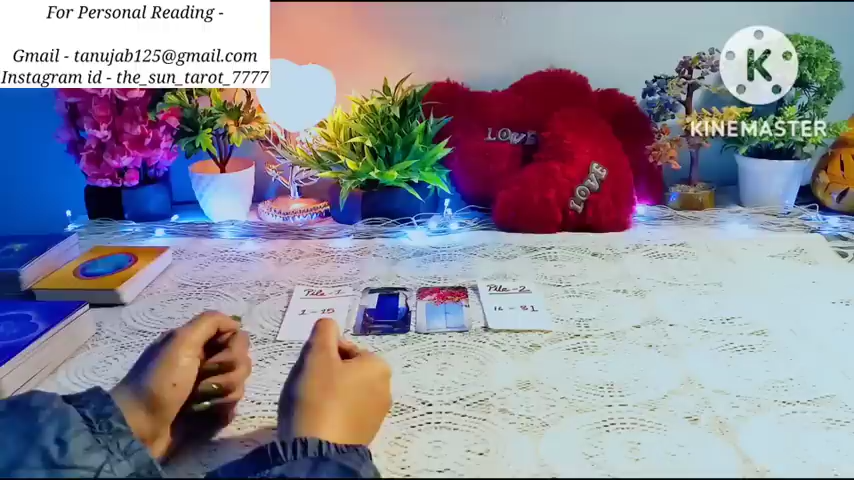 For Personal Reading -
Gmail - tanujab125@gmail.com
Instagram id - the_sun_tarot_7777
K
KINEMASTER
LOVE
LOVE
Pile-1
1-15
Pile-2
16-31